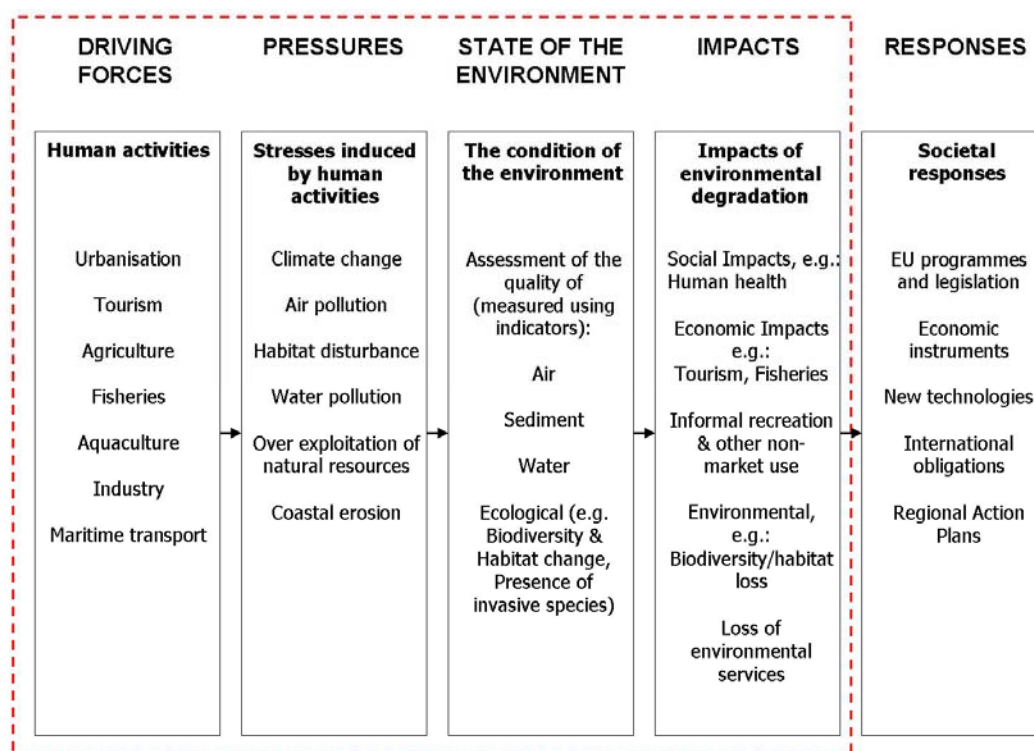 DRIVING
FORCES
Human activities
Urbanisation
Tourism
Agriculture
Fisheries
Aquaculture
Industry
Maritime transport
PRESSURES
Stresses induced
by human
activities
Climate change
Air pollution
Habitat disturbance
Water pollution
Over exploitation of
natural resources
Coastal erosion
STATE OF THE
ENVIRONMENT
The condition of
the environment
Assessment of the
quality of
(measured using
indicators):
Air
Sediment
Water
Ecological (e.g.
Biodiversity &
Habitat change,
Presence of
invasive species)
IMPACTS
Impacts of
environmental
degradation
Social Impacts, e.g.:
Human health
Economic Impacts
e.g.:
Tourism, Fisheries
Informal recreation
& other non-
market use
Environmental,
e.g.:
Biodiversity/habitat
loss
Loss of
environmental
services
RESPONSES
Societal
responses
EU programmes
and legislation
Economic
instruments
New technologies
International
obligations
Regional Action
Plans